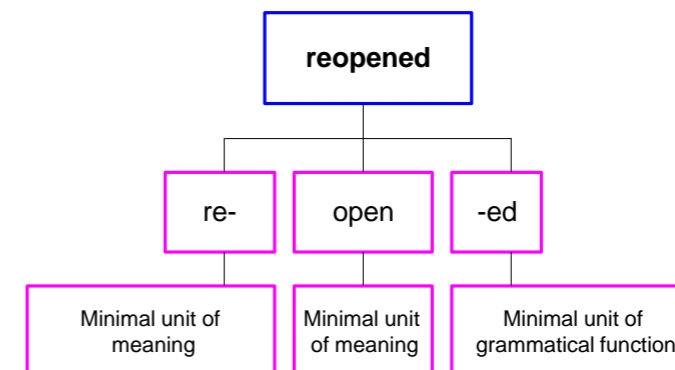 reopened
re-
open
-ed
Minimal unit of
meaning
Minimal unit
of meaning
Minimal unit of
grammatical function